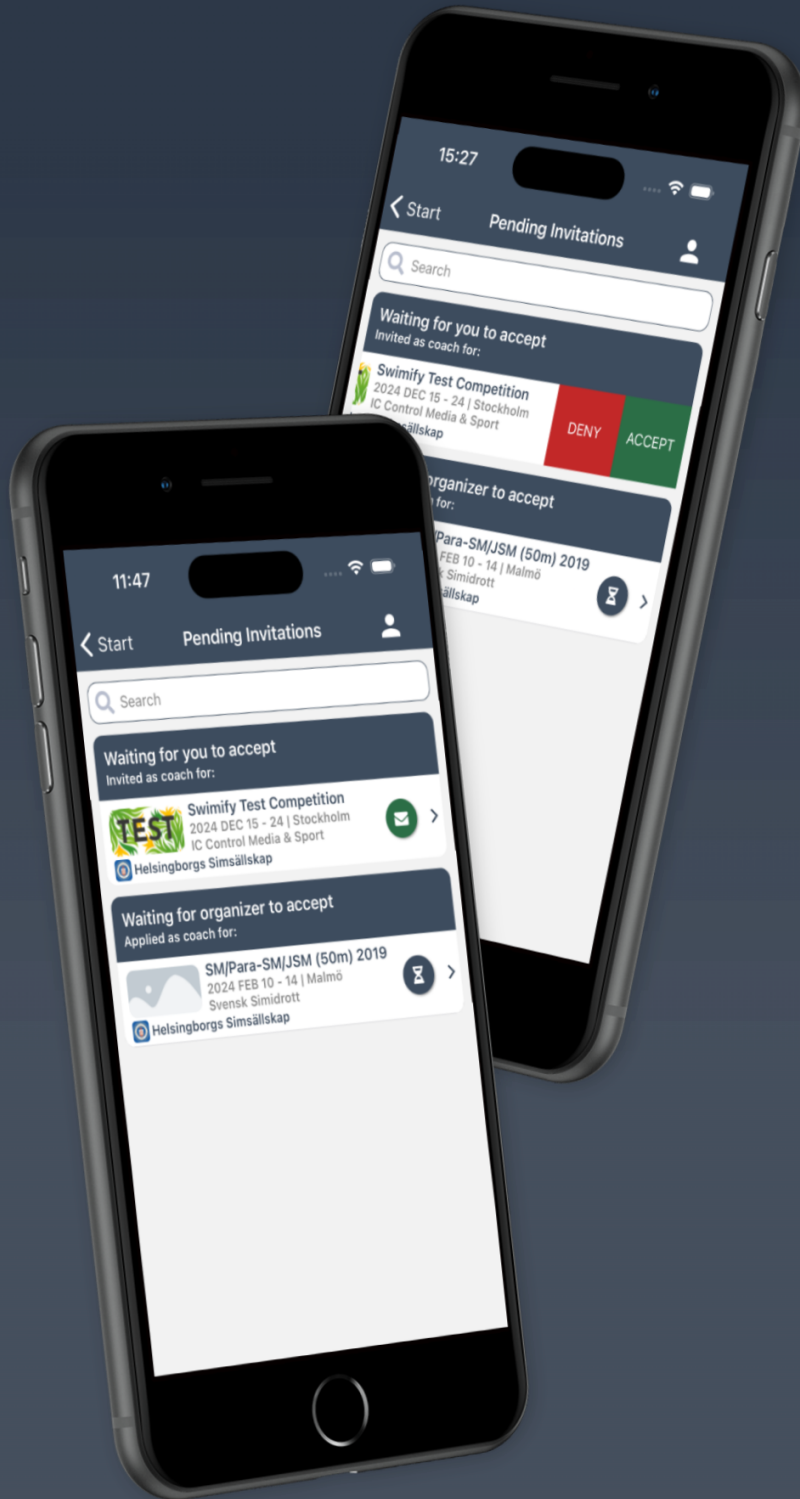 15:27
Start
Pending Invitations
Search
Waiting for you to accept
Invited as coach for:
Swimify Test Competition
2024 DEC 15 - 24 | Stockholm
IC Control Media & Sport
DENY
ACCEPT
organizer to accept
for:
/Para-SM/JSM (50m) 2019
FEB 10 - 14 | Malmö
k Simidrott
11:47
Start
Pending Invitations
Search
Waiting for you to accept
Invited as coach for:
TEST
Swimify Test Competition
2024 DEC 15 - 24 | Stockholm
IC Control Media & Sport
Helsingborgs Simsällskap
Waiting for organizer to accept
Applied as coach for:
SM/Para-SM/JSM (50m) 2019
2024 FEB 10 - 14 | Malmö
Svensk Simidrott
Helsingborgs Simsällskap